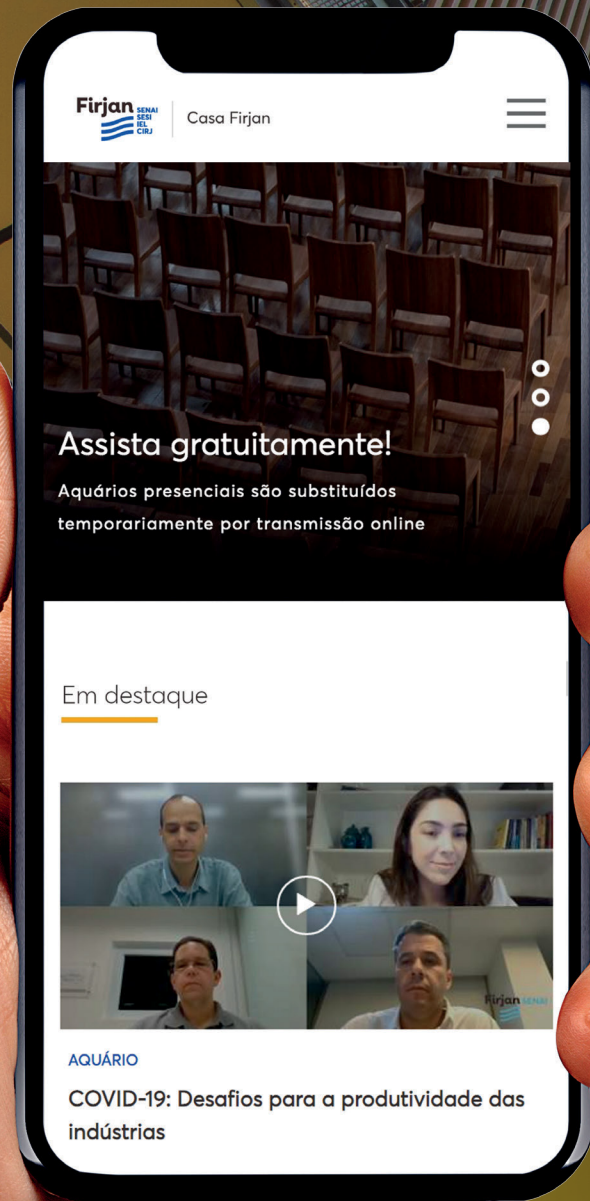 Firjan SENAI
SESI
IEL
CIRJ
Casa Firjan
Assista gratuitamente!
Aquários presenciais são substituídos
temporariamente por transmissão online
Em destaque
Firjan SENAI
AQUÁRIO
COVID-19: Desafios para a produtividade das
indústrias